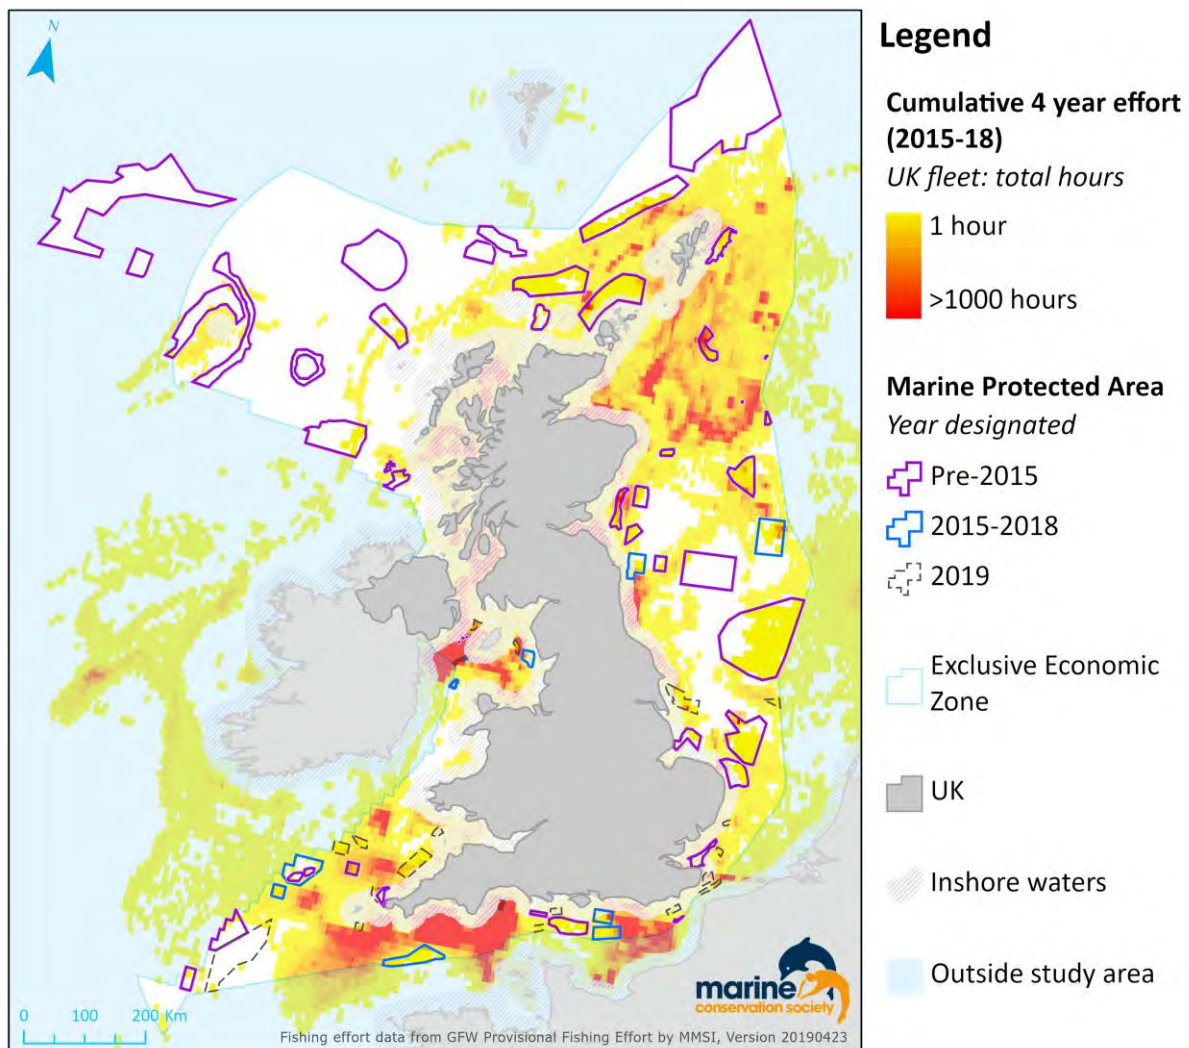 N
0 100 200 Km
marine
conservation society
Fishing effort data from GFW Provisional Fishing Effort by MMSI, Version 20190423
Legend
Cumulative 4 year effort
(2015-18)
UK fleet: total hours
1 hour
>1000 hours
Marine Protected Area
Year designated
Pre-2015
2015-2018
2019
Exclusive Economic
Zone
UK
Inshore waters
Outside study area